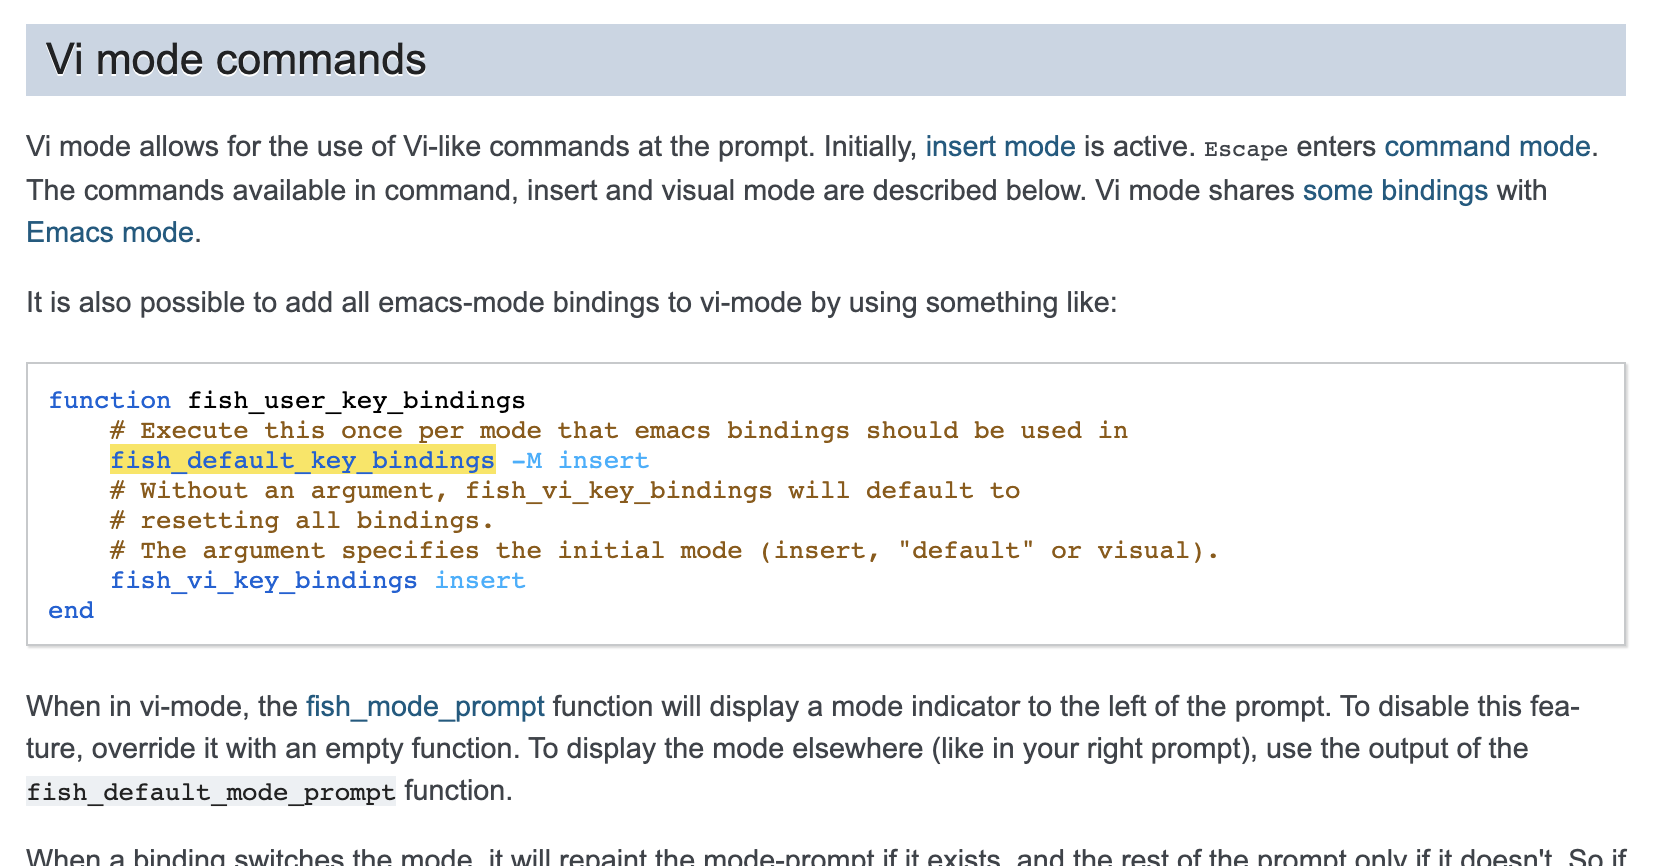 Vi mode commands
Vi mode allows for the use of Vi-like commands at the prompt. Initially, insert mode is active. Escape enters command mode.
The commands available in command, insert and visual mode are described below. Vi mode shares some bindings with
Emacs mode.
It is also possible to add all emacs-mode bindings to vi-mode by using something like:
function fish_user_key_bindings
    # Execute this once per mode that emacs bindings should be used in
    fish_default_key_bindings -M insert
    # Without an argument, fish_vi_key_bindings will default to
    # resetting all bindings.
    # The argument specifies the initial mode (insert, "default" or visual).
    fish_vi_key_bindings insert
end
When in vi-mode, the fish_mode_prompt function will display a mode indicator to the left of the prompt. To disable this fea-
ture, override it with an empty function. To display the mode elsewhere (like in your right prompt), use the output of the
fish_default_mode_prompt function.
When a binding switches the mode, it will repaint the mode-prompt if it exists, and the rest of the prompt only if it doesn't. So if